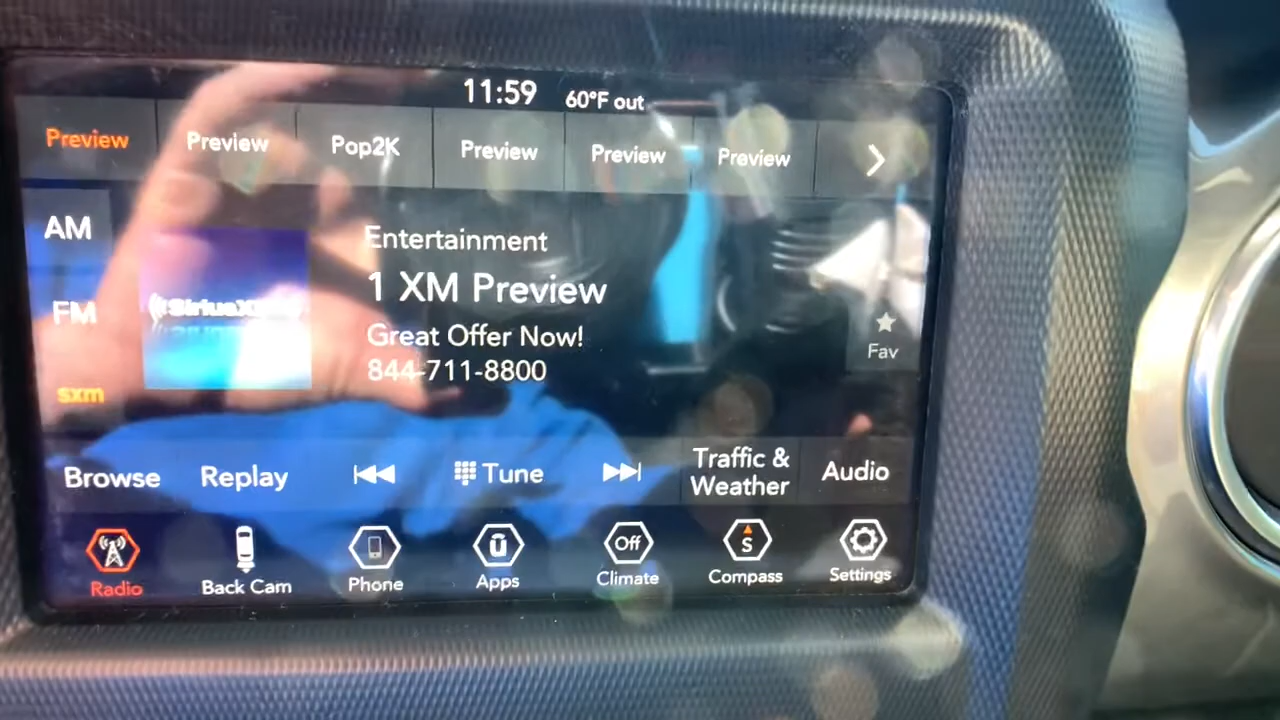 11:59 60°F out
Preview Preview Pop2K Preview Preview Preview
AM
FM
sxm
SiriusXM
Entertainment
1 XM Preview
Great Offer Now!
844-711-8800
Fav
Browse Replay Tune Traffic & Weather Audio
Radio Back Cam Phone Apps Off Climate S Compass Settings